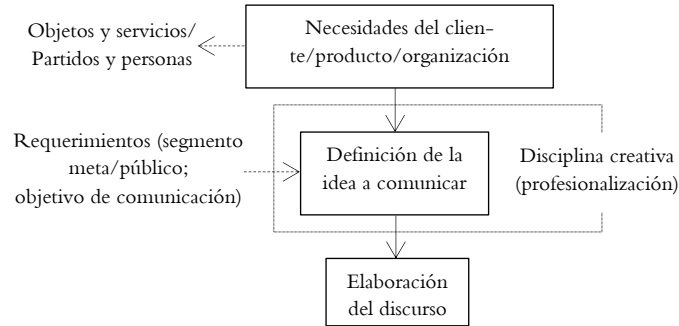 Objetos y servicios/
Partidos y personas
Necesidades del clien-
te/producto/organización
Requerimientos (segmento
meta/público;
objetivo de comunicación)
Definición de la
idea a comunicar
Disciplina creativa
(profesionalización)
Elaboración
del discurso